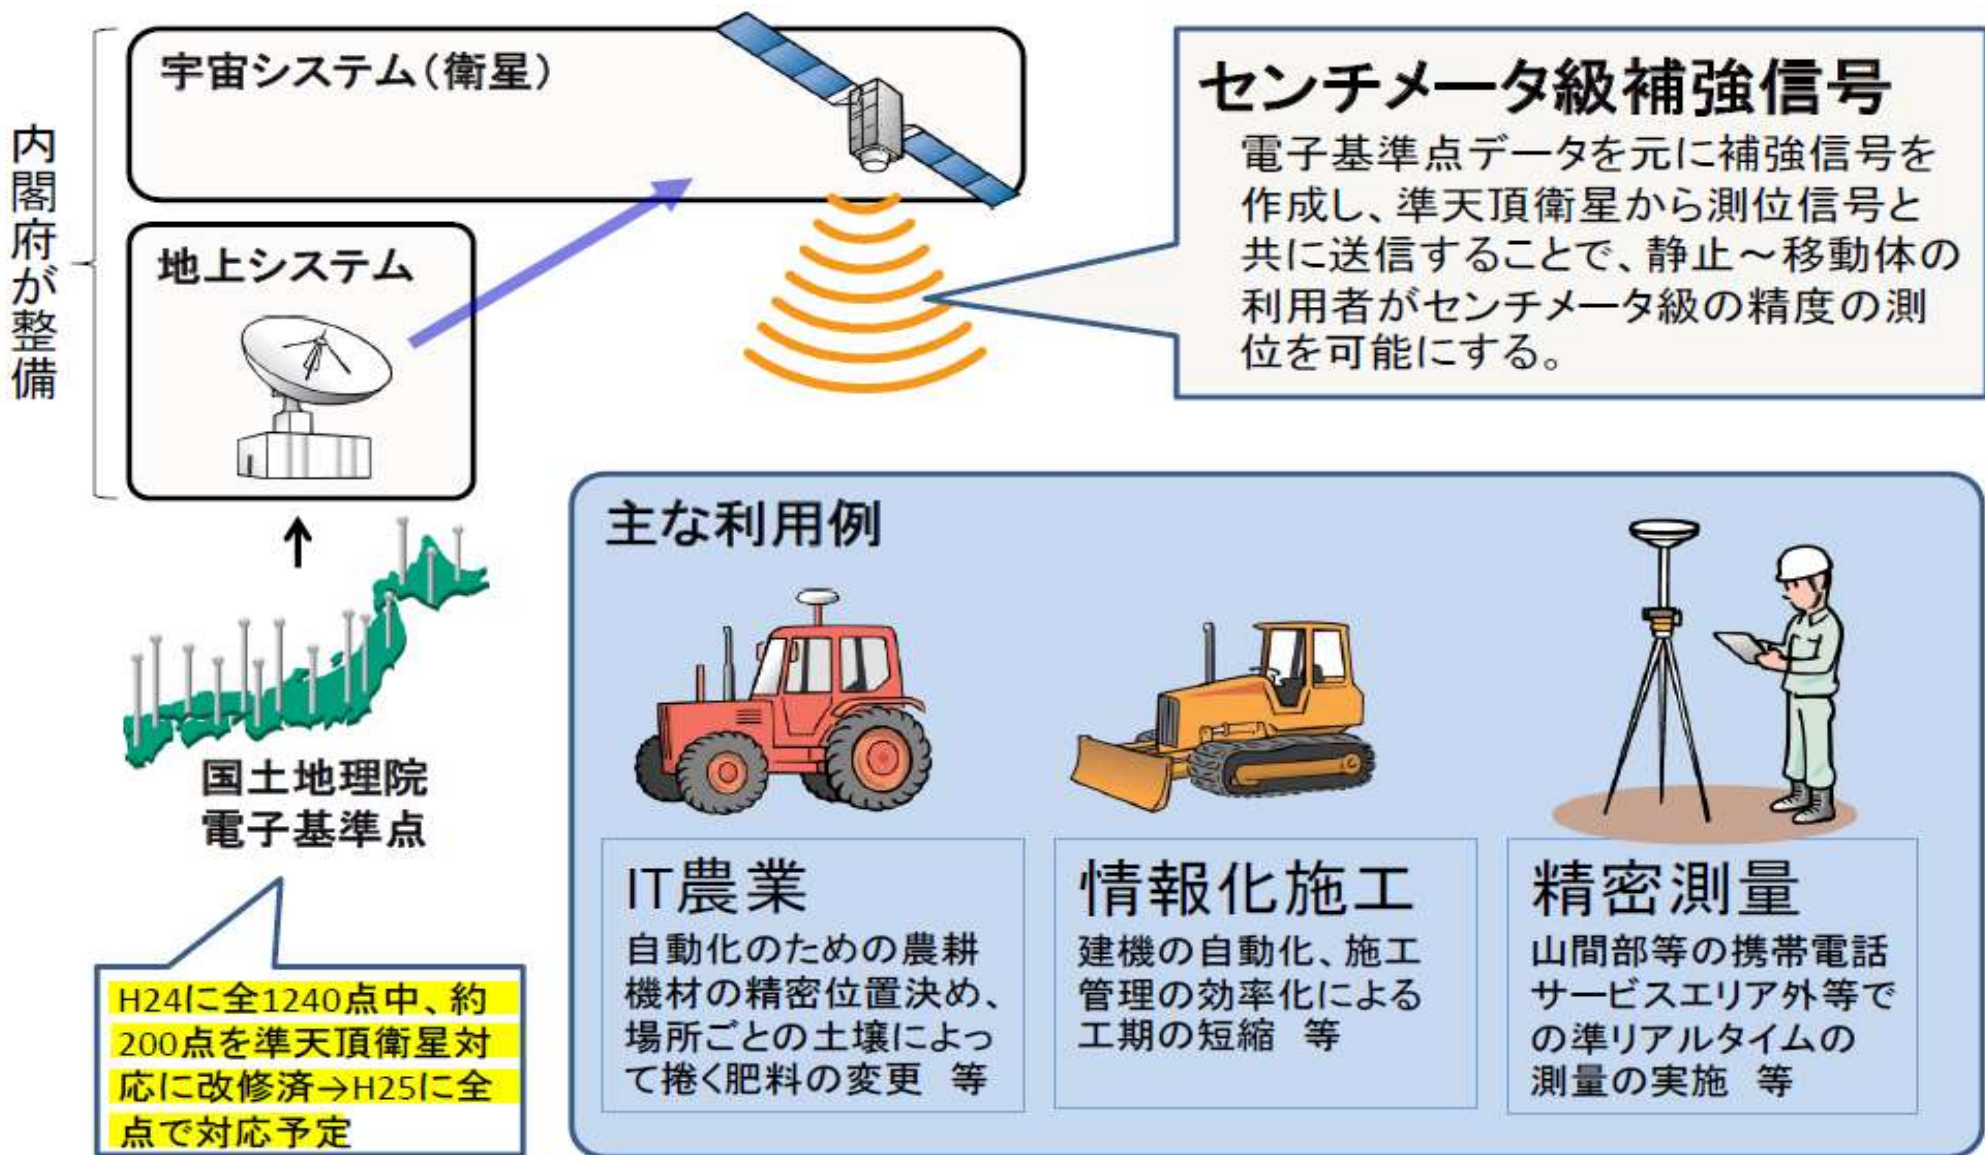 内閣府が整備
宇宙システム(衛星)
地上システム
センチメータ級補強信号
電子基準点データを元に補強信号を
作成し、準天頂衛星から測位信号と
共に送信することで、静止～移動体の
利用者がセンチメータ級の精度の測
位を可能にする。
国土地理院
電子基準点
H24に全1240点中、約
200点を準天頂衛星対
応に改修済→H25に全
点で対応予定
主な利用例
IT農業
自動化のための農耕
機材の精密位置決め、
場所ごとの土壌によっ
て捲く肥料の変更 等
情報化施工
建機の自動化、施工
管理の効率化による
工期の短縮 等
精密測量
山間部等の携帯電話
サービスエリア外等で
の準リアルタイムの
測量の実施 等